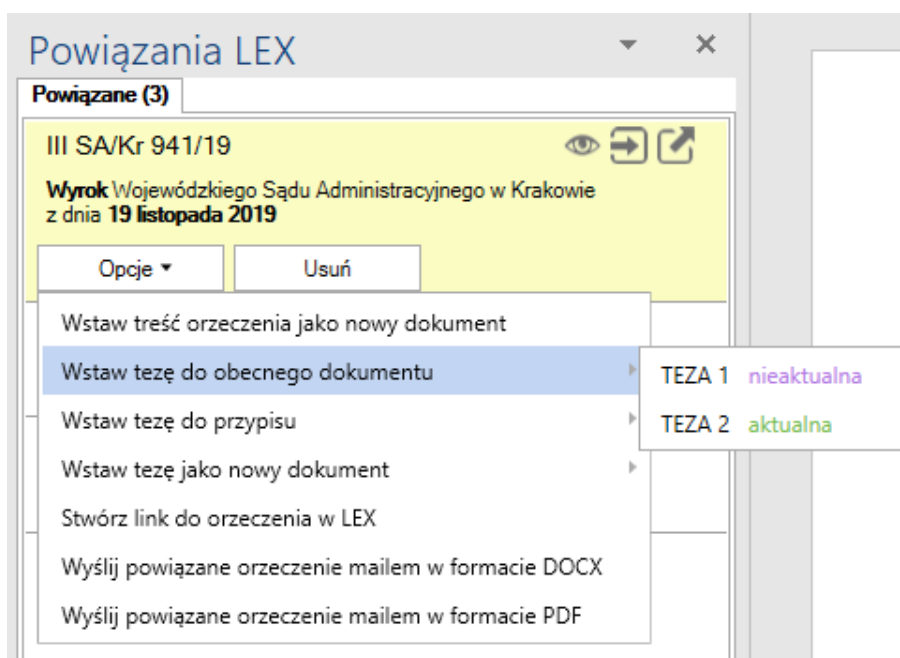 Powiązania LEX
Powiązane (3)
III SA/Kr 941/19
Wyrok Wojewódzkiego Sądu Administracyjnego w Krakowie
z dnia 19 listopada 2019
Opcje Usuń
Wstaw treść orzeczenia jako nowy dokument
Wstaw tezę do obecnego dokumentu
TEZA 1 nieaktualna
TEZA 2 aktualna
Wstaw tezę do przypisu
Wstaw tezę jako nowy dokument
Stwórz link do orzeczenia w LEX
Wyślij powiązane orzeczenie mailem w formacie DOCX
Wyślij powiązane orzeczenie mailem w formacie PDF